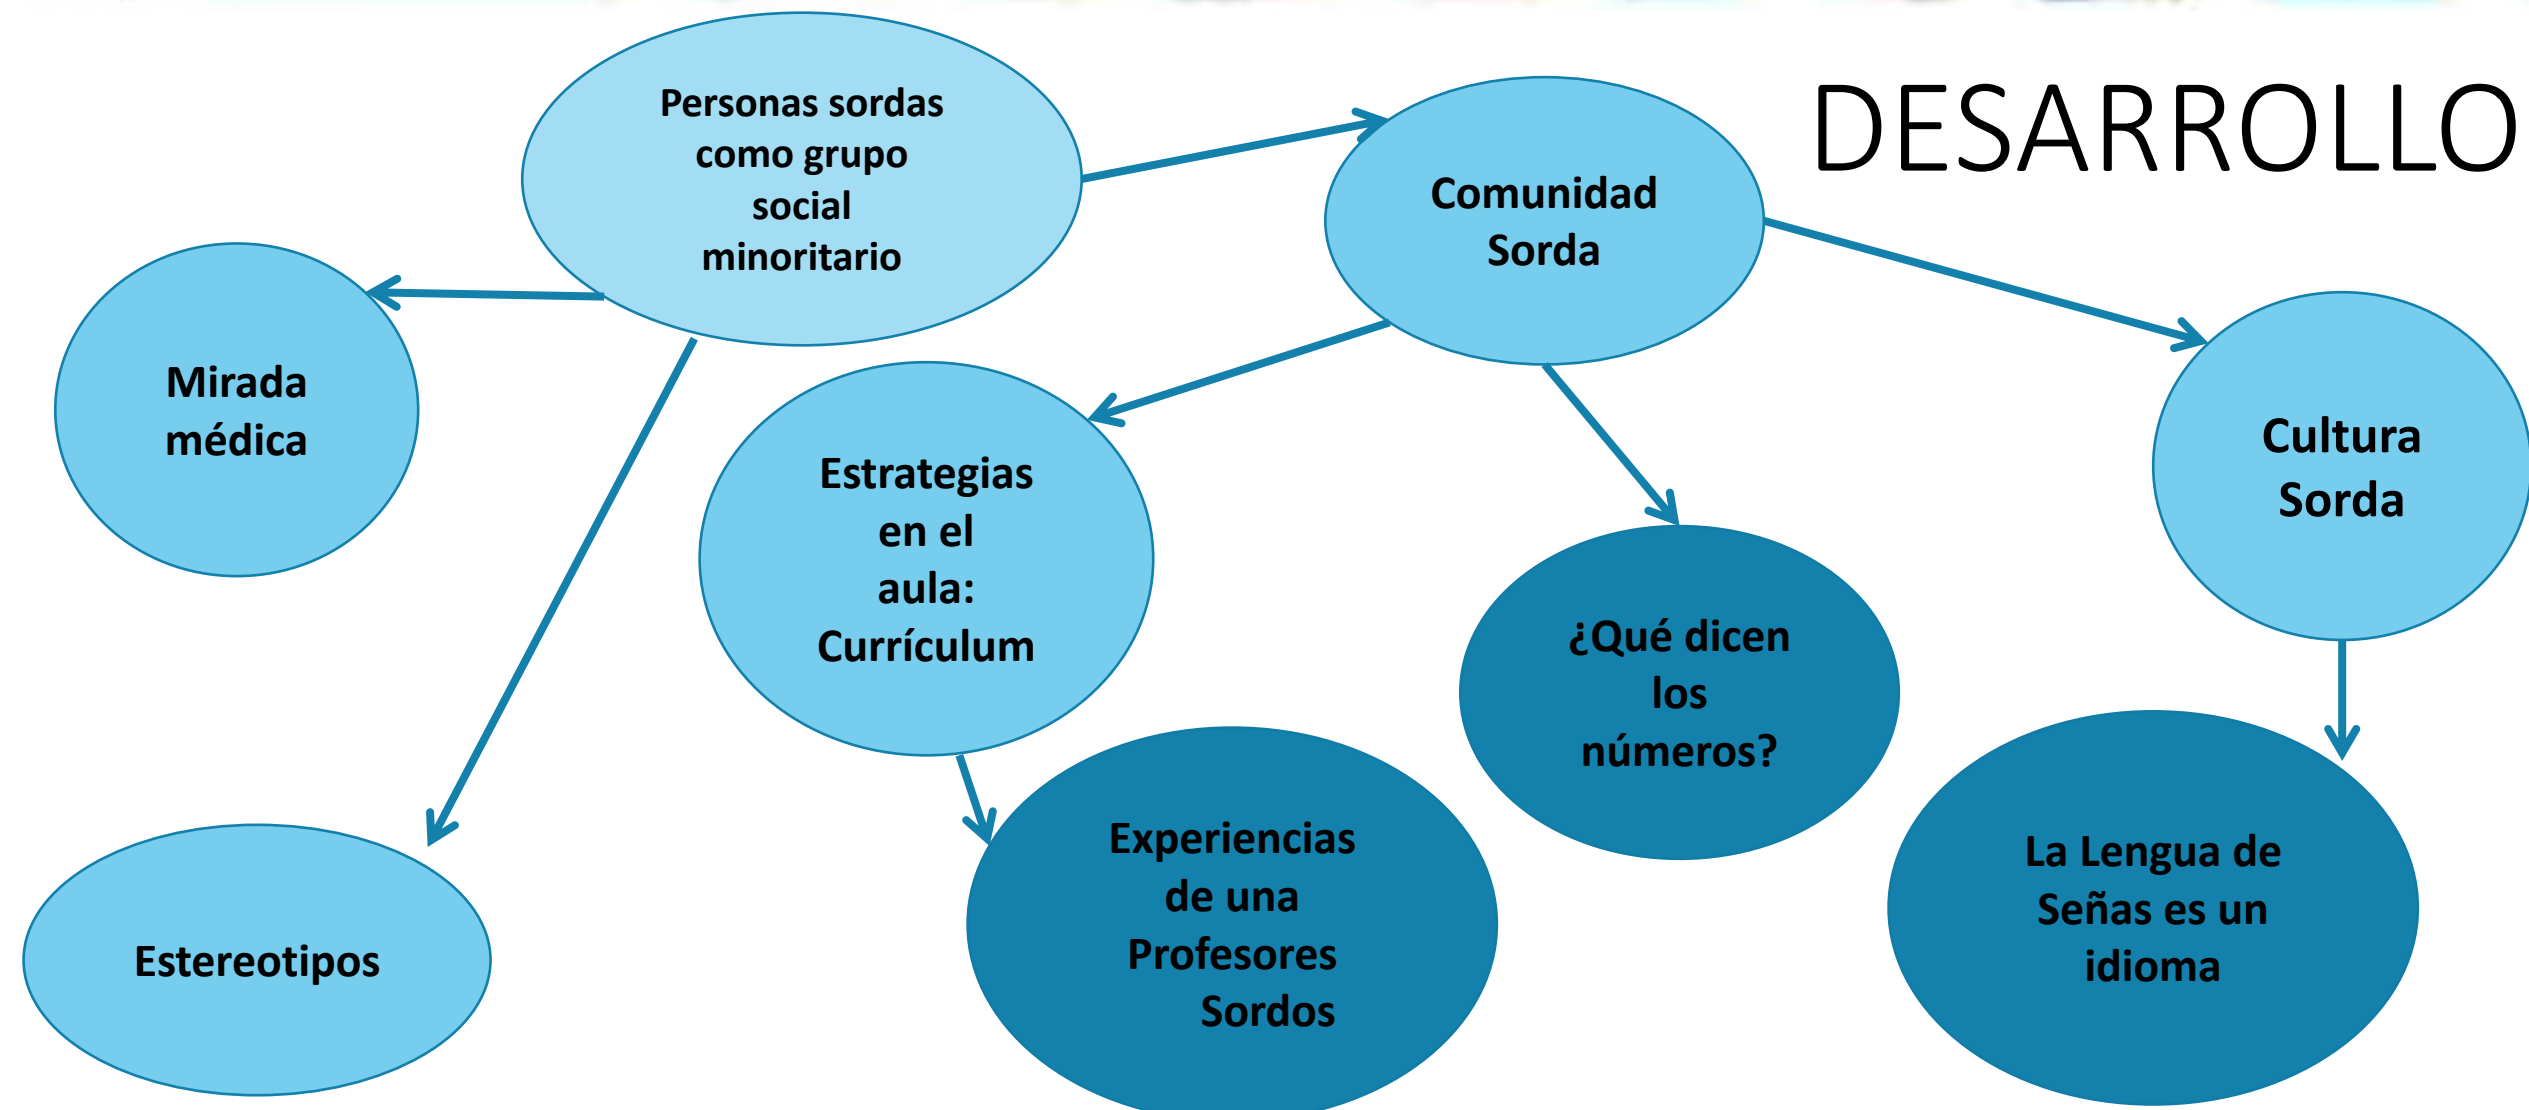 DESARROLLO
Personas sordas
como grupo
social
minoritario
Comunidad
Sorda
Mirada
médica
Estrategias
en el
aula:
Currículum
Cultura
Sorda
¿Qué dicen
los
números?
Estereotipos
Experiencias
de una
Profesores
Sordos
La Lengua de
Señas es un
idioma